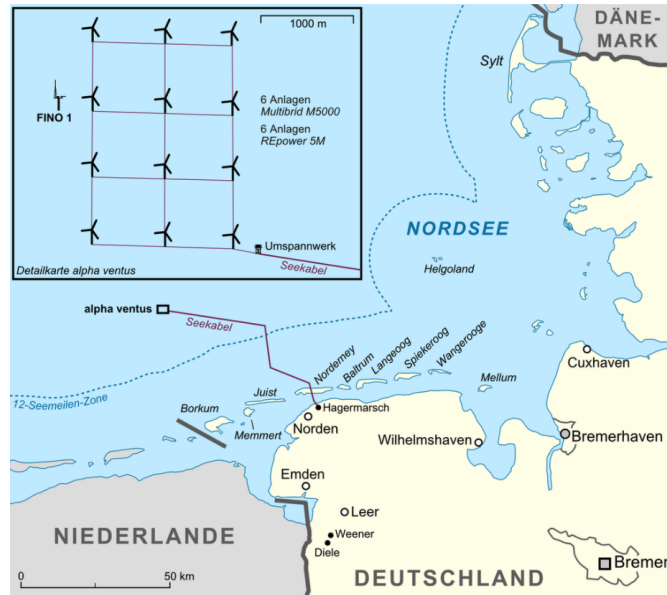 1000 m
FINO 1
6 Anlagen
Multibrid M5000
6 Anlagen
REpower 5M
Umspannwerk
Seekabel
Detailkarte alpha ventus
DÄNE-
MARK
Sylt
NORDSEE
Helgoland
alpha ventus
Seekabel
12-Seemeilen-Zone
Borkum
Memmert
Juist
Norderney
Baltrum
Langeoog
Spiekeroog
Wangerooge
Mellum
Cuxhaven
Hagermarsch
Norden
Wilhelmshaven
Bremerhaven
Emden
Leer
Weener
Diele
NIEDERLANDE
DEUTSCHLAND
Bremen
0
50 km